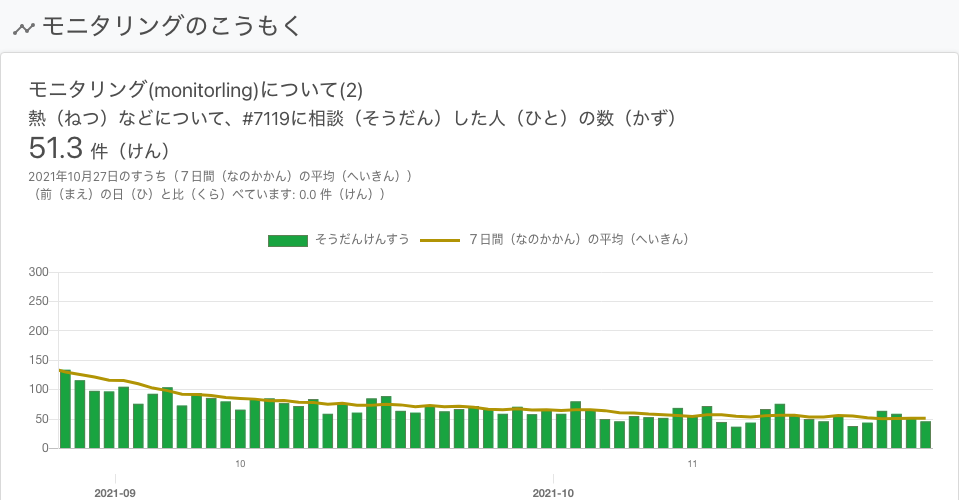 モニタリングのこうもく
モニタリング(monitorling)について(2)
熱（ねつ）などについて、#7119に相談（そうだん）した人（ひと）の数（かず）
51.3 件（けん）
2021年10月27日のすうち（７日間（なのかかん）の平均（へいきん））
（前（まえ）の日（ひ）と比（くら）べています: 0.0 件（けん））
そうだんけんすう ７日間（なのかかん）の平均（へいきん）
300
250
200
150
100
50
0
10 11
2021-09 2021-10